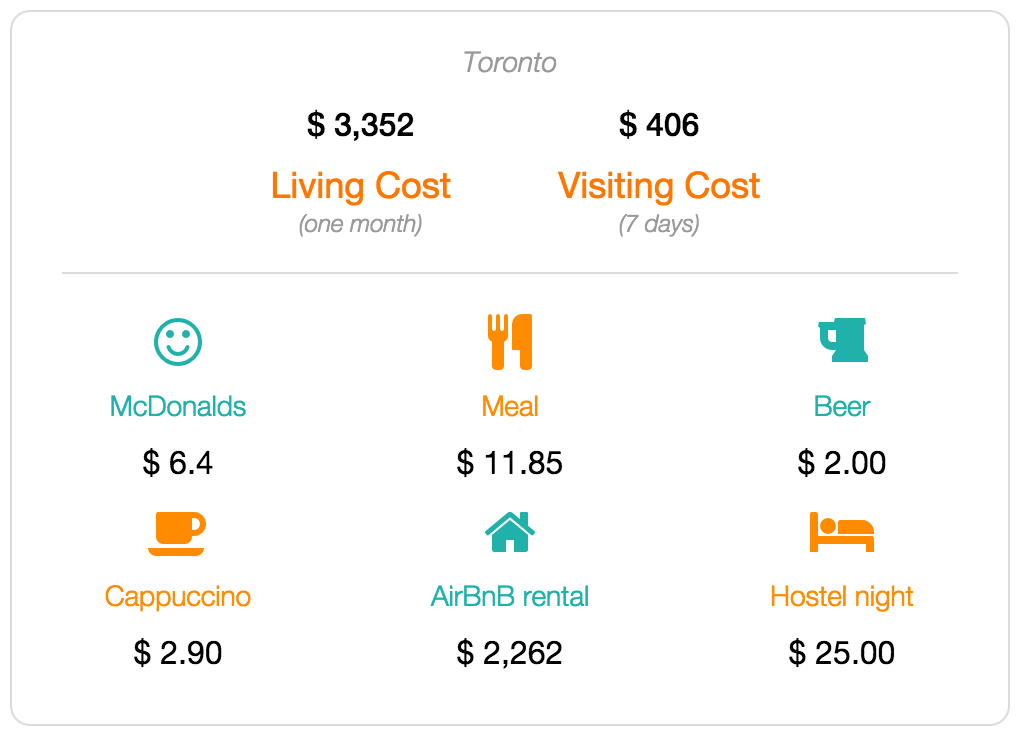 Toronto
$ 3,352 $ 406
Living Cost Visiting Cost
(one month) (7 days)
McDonalds Meal Beer
$ 6.4 $ 11.85 $ 2.00
Cappuccino AirBnB rental Hostel night
$ 2.90 $ 2,262 $ 25.00